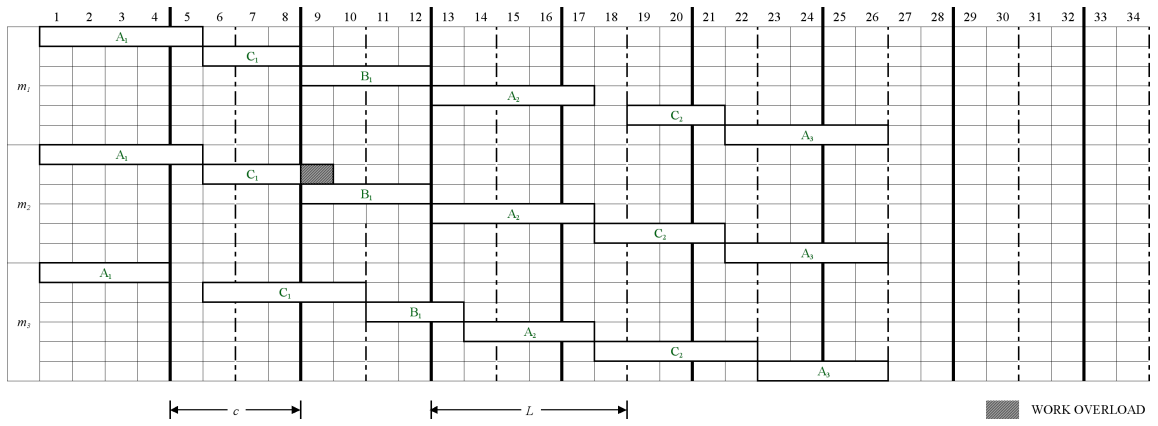 1 2 3 4 5 6 7 8 9 10 11 12 13 14 15 16 17 18 19 20 21 22 23 24 25 26 27 28 29 30 31 32 33 34
A₁
C₁
m₁
B₁
A₂
C₂
A₃
A₁
C₁
m₂
B₁
A₂
C₂
A₃
A₁
C₁
m₃
B₁
A₂
C₂
A₃
c L WORK OVERLOAD